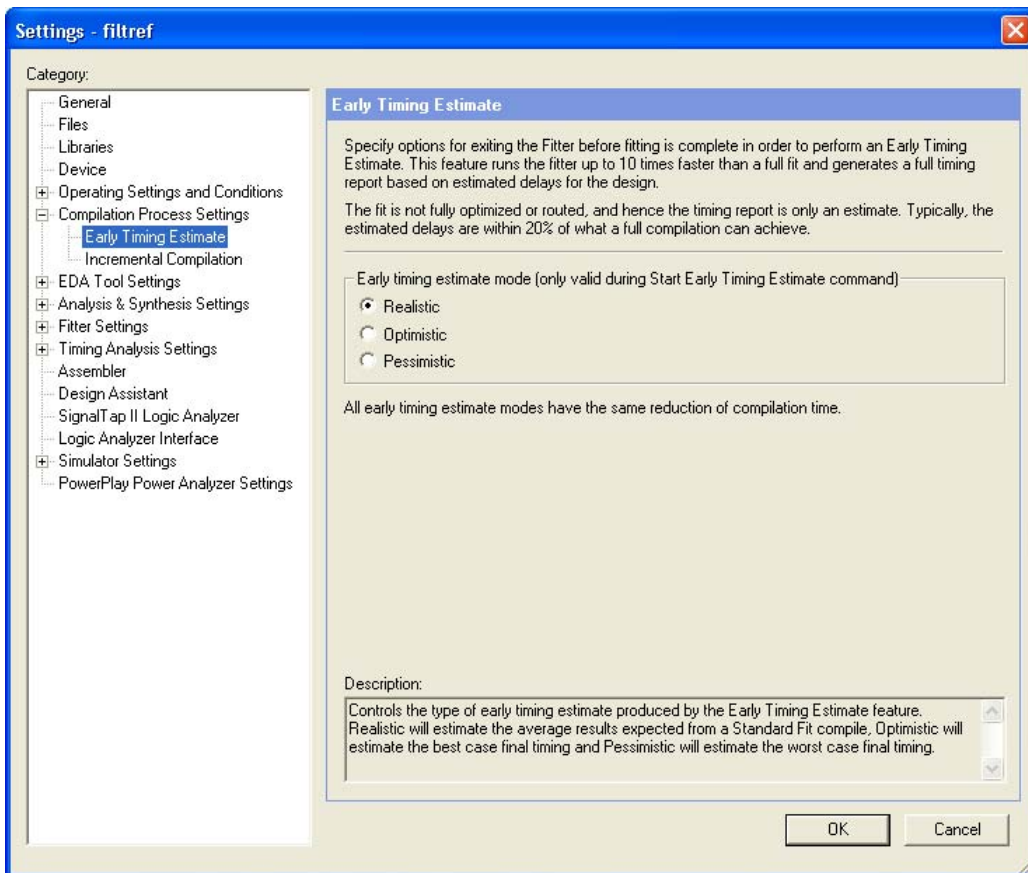 Settings - filtref
Category:
General
Files
Libraries
Device
Operating Settings and Conditions
Compilation Process Settings
Early Timing Estimate
Incremental Compilation
EDA Tool Settings
Analysis & Synthesis Settings
Fitter Settings
Timing Analysis Settings
Assembler
Design Assistant
SignalTap II Logic Analyzer
Logic Analyzer Interface
Simulator Settings
PowerPlay Power Analyzer Settings
Early Timing Estimate
Specify options for exiting the Fitter before fitting is complete in order to perform an Early Timing
Estimate. This feature runs the fitter up to 10 times faster than a full fit and generates a full timing
report based on estimated delays for the design.
The fit is not fully optimized or routed, and hence the timing report is only an estimate. Typically, the
estimated delays are within 20% of what a full compilation can achieve.
Early timing estimate mode (only valid during Start Early Timing Estimate command)
Realistic
Optimistic
Pessimistic
All early timing estimate modes have the same reduction of compilation time.
Description:
Controls the type of early timing estimate produced by the Early Timing Estimate feature.
Realistic will estimate the average results expected from a Standard Fit compile, Optimistic will
estimate the best case final timing and Pessimistic will estimate the worst case final timing.
OK
Cancel